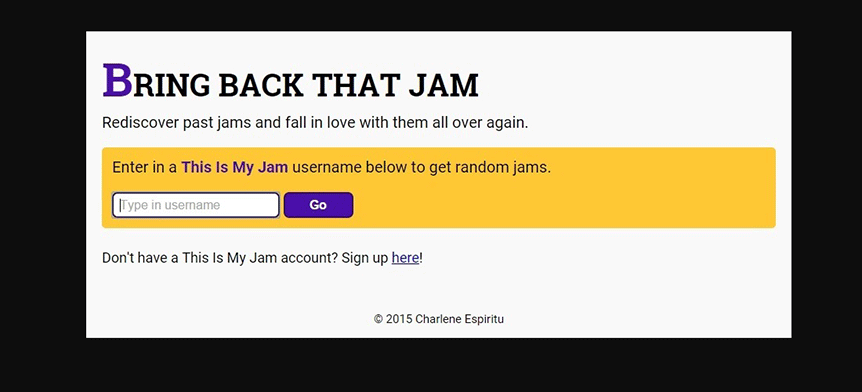 BRING BACK THAT JAM
Rediscover past jams and fall in love with them all over again.
Enter in a This Is My Jam username below to get random jams.
Type in username
Go
Don't have a This Is My Jam account? Sign up here!
© 2015 Charlene Espiritu